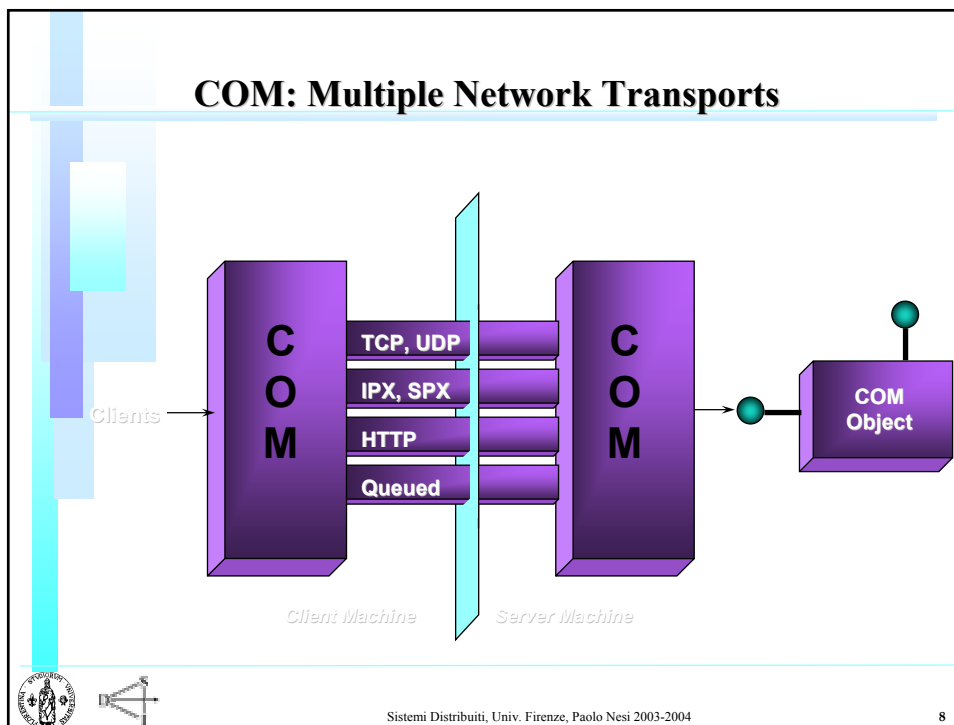 COM: Multiple Network Transports
Clients
C
O
M
TCP, UDP
IPX, SPX
HTTP
Queued
C
O
M
COM
Object
Client Machine
Server Machine
Sistemi Distribuiti, Univ. Firenze, Paolo Nesi 2003-2004
8